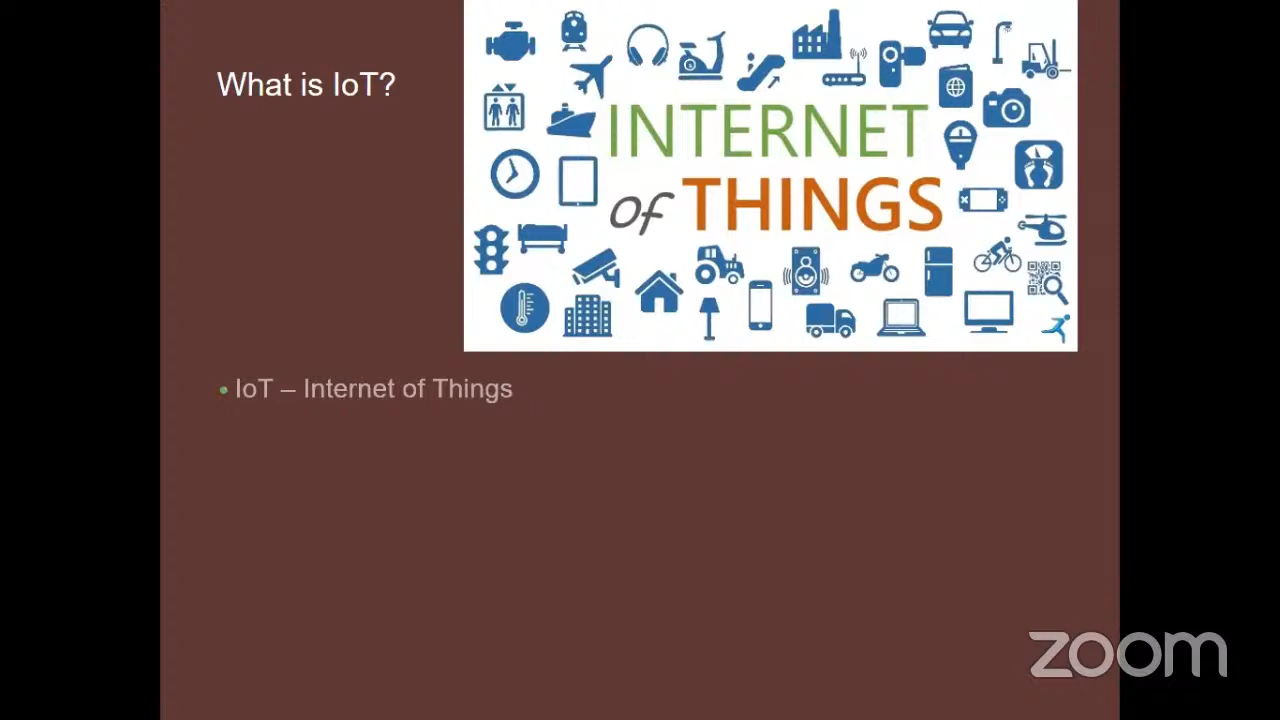 What is IoT?
INTERNET
of THINGS
• IoT – Internet of Things
zoom